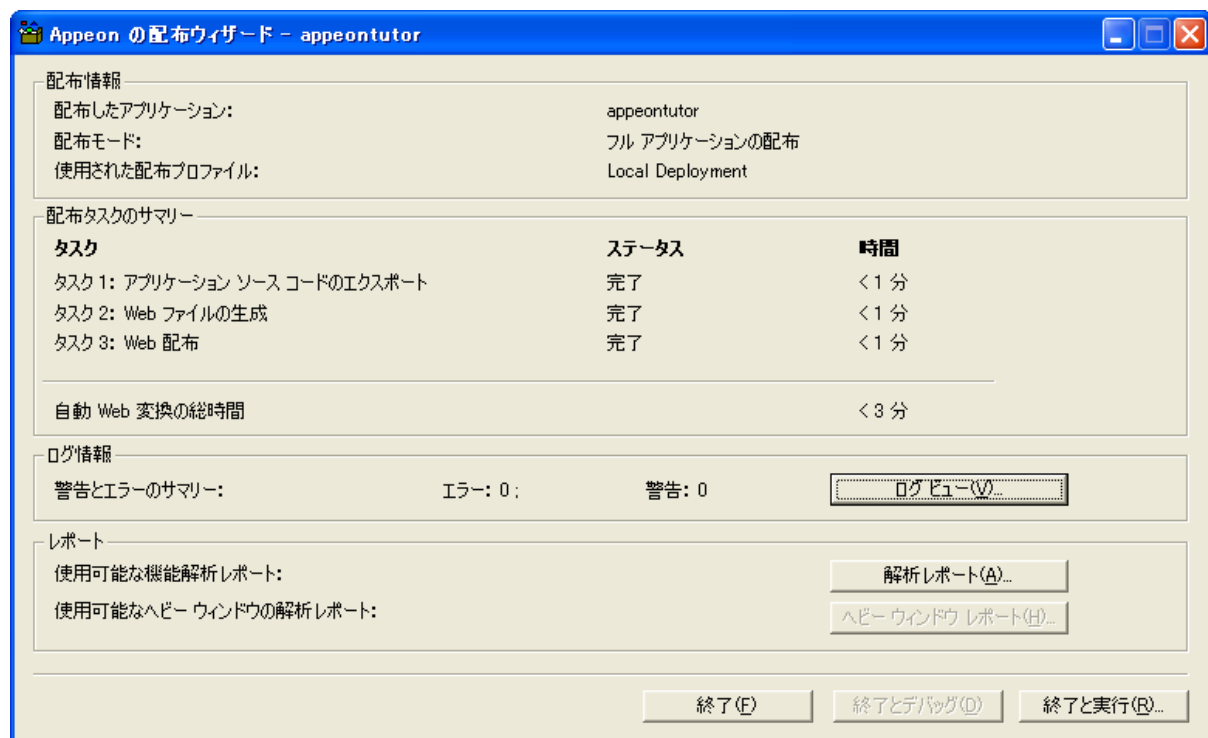 Appeon の配布ウィザード - appeontutor
配布情報
配布したアプリケーション: appeontutor
配布モード: フル アプリケーションの配布
使用された配布プロファイル: Local Deployment
配布タスクのサマリー
タスク ステータス 時間
タスク 1: アプリケーション ソース コードのエクスポート 完了 < 1 分
タスク 2: Web ファイルの生成 完了 < 1 分
タスク 3: Web 配布 完了 < 1 分
自動 Web 変換の総時間 < 3 分
ログ情報
警告とエラーのサマリー: エラー: 0 ; 警告: 0 ログ ビュー(V)...
レポート
使用可能な機能解析レポート: 解析レポート(A)...
使用可能なヘビー ウィンドウの解析レポート: ヘビー ウィンドウ レポート(H)...
終了(F) 終了とデバッグ(D) 終了と実行(R)...